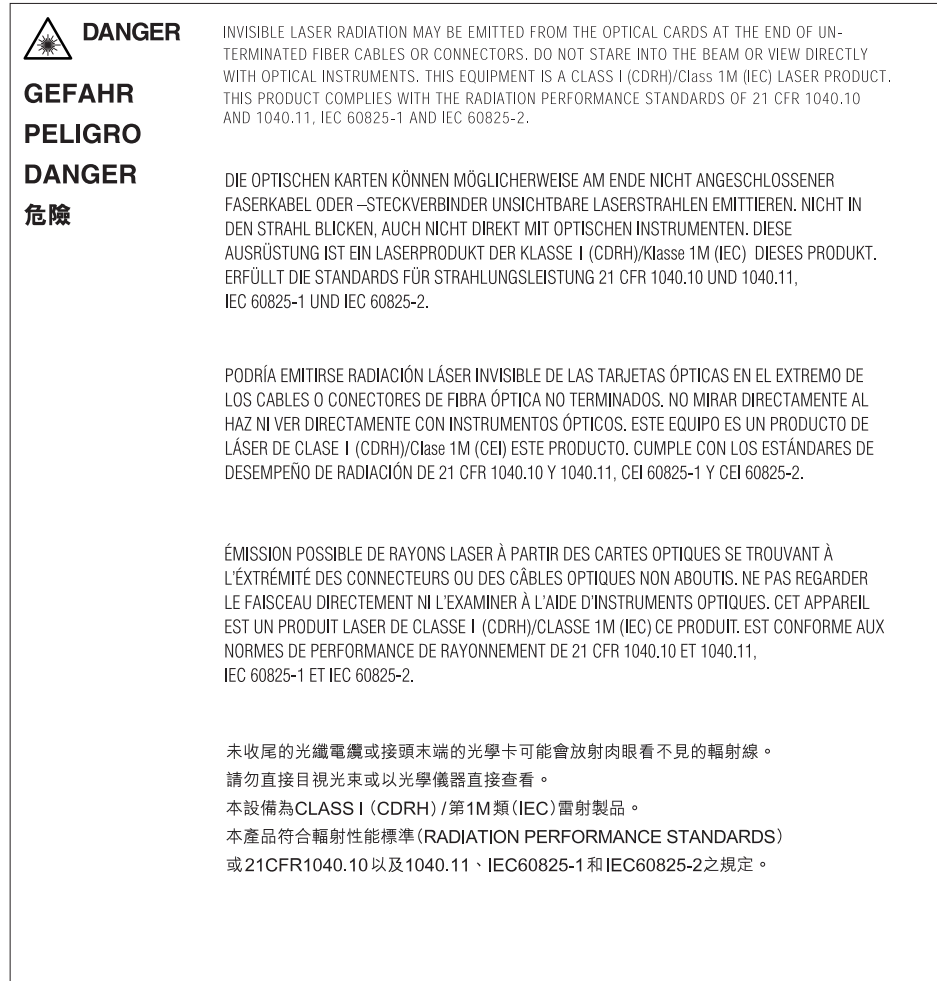 DANGER
GEFAHR
PELIGRO
DANGER
危險
INVISIBLE LASER RADIATION MAY BE EMITTED FROM THE OPTICAL CARDS AT THE END OF UN-
TERMINATED FIBER CABLES OR CONNECTORS. DO NOT STARE INTO THE BEAM OR VIEW DIRECTLY
WITH OPTICAL INSTRUMENTS. THIS EQUIPMENT IS A CLASS I (CDRH)/Class 1M (IEC) LASER PRODUCT.
THIS PRODUCT COMPLIES WITH THE RADIATION PERFORMANCE STANDARDS OF 21 CFR 1040.10
AND 1040.11, IEC 60825-1 AND IEC 60825-2.
DIE OPTISCHEN KARTEN KÖNNEN MÖGLICHERWEISE AM ENDE NICHT ANGESCHLOSSENER
FASERKABEL ODER –STECKVERBINDER UNSICHTBARE LASERSTRAHLEN EMITTIEREN. NICHT IN
DEN STRAHL BLICKEN, AUCH NICHT DIREKT MIT OPTISCHEN INSTRUMENTEN. DIESE
AUSRÜSTUNG IST EIN LASERPRODUKT DER KLASSE I (CDRH)/Klasse 1M (IEC) DIESES PRODUKT.
ERFÜLLT DIE STANDARDS FÜR STRAHLUNGSLEISTUNG 21 CFR 1040.10 UND 1040.11,
IEC 60825-1 UND IEC 60825-2.
PODRÍA EMITIRSE RADIACIÓN LÁSER INVISIBLE DE LAS TARJETAS ÓPTICAS EN EL EXTREMO DE
LOS CABLES O CONECTORES DE FIBRA ÓPTICA NO TERMINADOS. NO MIRAR DIRECTAMENTE AL
HAZ NI VER DIRECTAMENTE CON INSTRUMENTOS ÓPTICOS. ESTE EQUIPO ES UN PRODUCTO DE
LÁSER DE CLASE I (CDRH)/Clase 1M (CEI) ESTE PRODUCTO. CUMPLE CON LOS ESTÁNDARES DE
DESEMPEÑO DE RADIACIÓN DE 21 CFR 1040.10 Y 1040.11, CEI 60825-1 Y CEI 60825-2.
ÉMISSION POSSIBLE DE RAYONS LASER À PARTIR DES CARTES OPTIQUES SE TROUVANT À
L'ÉXTRÉMITÉ DES CONNECTEURS OU DES CÂBLES OPTIQUES NON ABOUTIS. NE PAS REGARDER
LE FAISCEAU DIRECTEMENT NI L'EXAMINER À L'AIDE D'INSTRUMENTS OPTIQUES. CET APPAREIL
EST UN PRODUIT LASER DE CLASSE I (CDRH)/CLASSE 1M (IEC) CE PRODUIT. EST CONFORME AUX
NORMES DE PERFORMANCE DE RAYONNEMENT DE 21 CFR 1040.10 ET 1040.11,
IEC 60825-1 ET IEC 60825-2.
未收尾的光纖電纜或接頭末端的光學卡可能會放射肉眼看不見的輻射線。
請勿直接目視光束或以光學儀器直接查看。
本設備為CLASS I（CDRH）/第1M類（IEC）雷射製品。
本產品符合輻射性能標準（RADIATION PERFORMANCE STANDARDS）
或21CFR1040.10以及1040.11、IEC60825-1和IEC60825-2之規定。